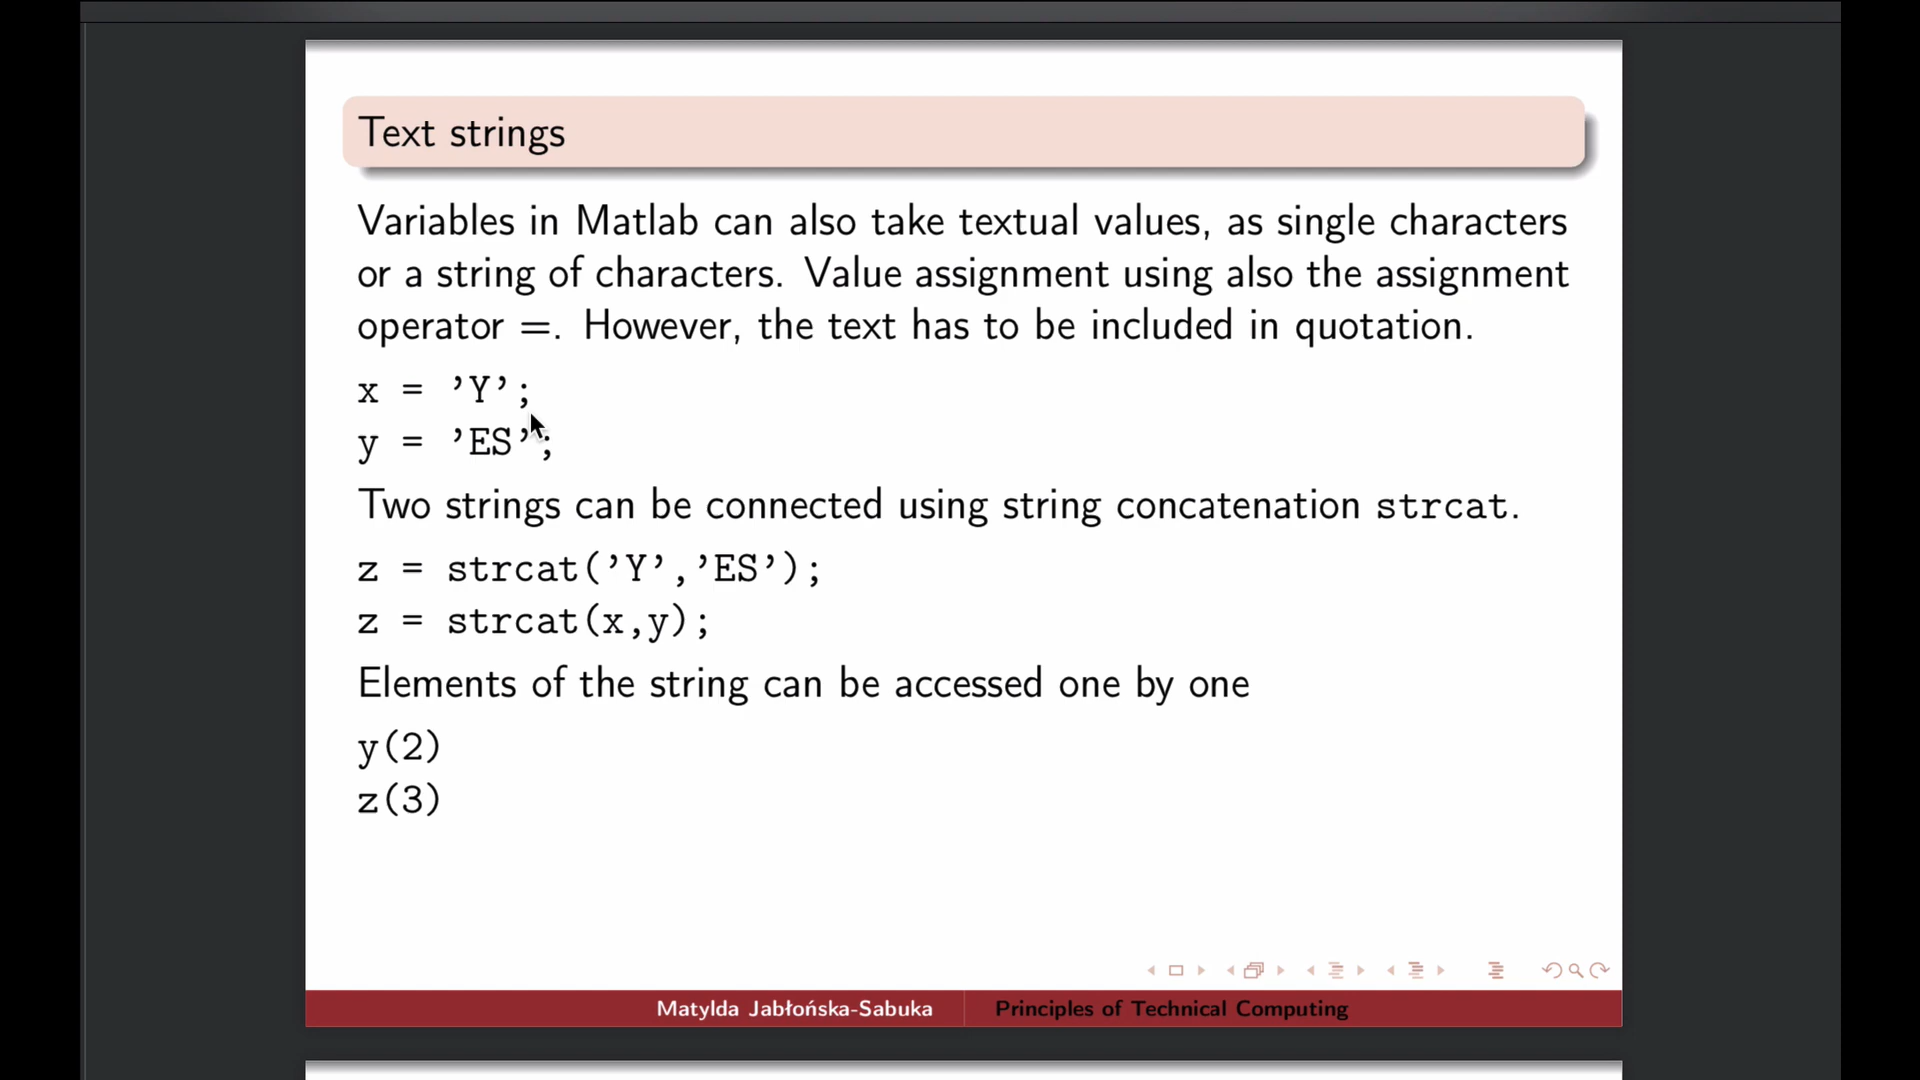 Text strings
Variables in Matlab can also take textual values, as single characters
or a string of characters. Value assignment using also the assignment
operator =. However, the text has to be included in quotation.
x = ’Y’;
y = ’ES’;
Two strings can be connected using string concatenation strcat.
z = strcat(’Y’,’ES’);
z = strcat(x,y);
Elements of the string can be accessed one by one
y(2)
z(3)
Matylda Jabłońska-Sabuka Principles of Technical Computing